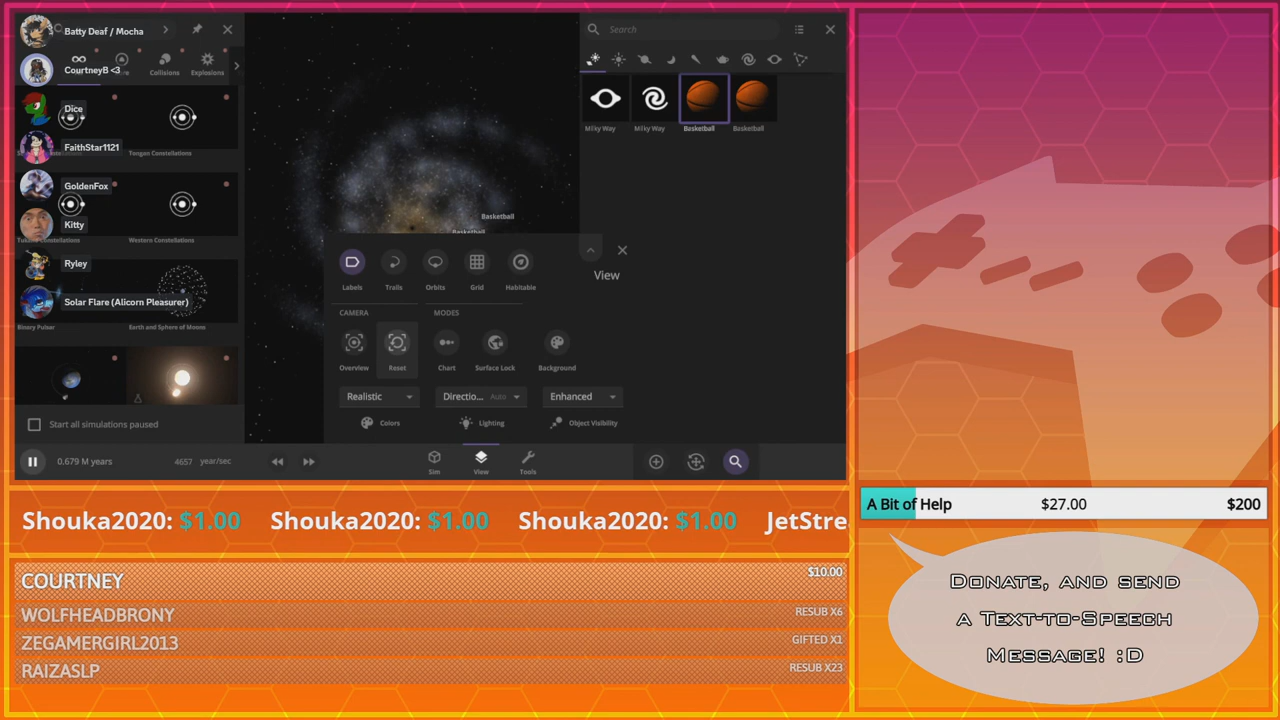 Batty Deaf / Mocha
CourtneyB <3
Collisions
Explosions
Dice
Tongan Constellations
FaithStar1121
GoldenFox
Kitty
Western Constellations
Ryley
Solar Flare (Alicorn Pleasurer)
Binary Pulsar
Earth and Sphere of Moons
Start all simulations paused
0.679 M years
4657 year/sec
Basketball
Basketball
View
Labels
Trails
Orbits
Grid
Habitable
CAMERA
MODES
Overview
Reset
Chart
Surface Lock
Background
Realistic
Directio... Auto
Enhanced
Colors
Lighting
Object Visibility
Sim
View
Tools
Search
Milky Way
Milky Way
Basketball
Basketball
Shouka2020: $1.00 Shouka2020: $1.00 Shouka2020: $1.00 JetStre
COURTNEY $10.00
WOLFHEADBRONY RESUB X6
ZEGAMERGIRL2013 GIFTED X1
RAIZASLP RESUB X23
A Bit of Help $27.00 $200
Donate, and send
a Text-to-Speech
Message! :D